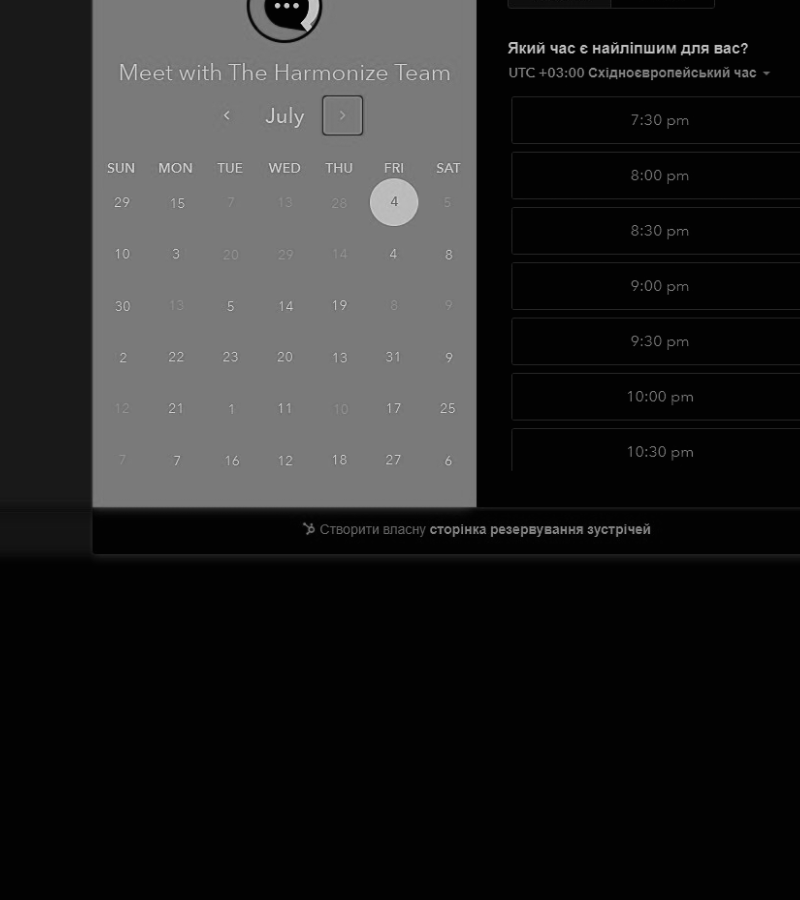 Meet with The Harmonize Team
July
SUN MON TUE WED THU FRI SAT
29 15 7 13 28 4 5
10 3 20 29 14 4 8
30 13 5 14 19 8 9
2 22 23 20 13 31 9
12 21 1 11 10 17 25
7 7 16 12 18 27 6
Який час є найліпшим для вас?
UTC +03:00 Східноєвропейський час
7:30 pm
8:00 pm
8:30 pm
9:00 pm
9:30 pm
10:00 pm
10:30 pm
Створити власну сторінка резервування зустрічей